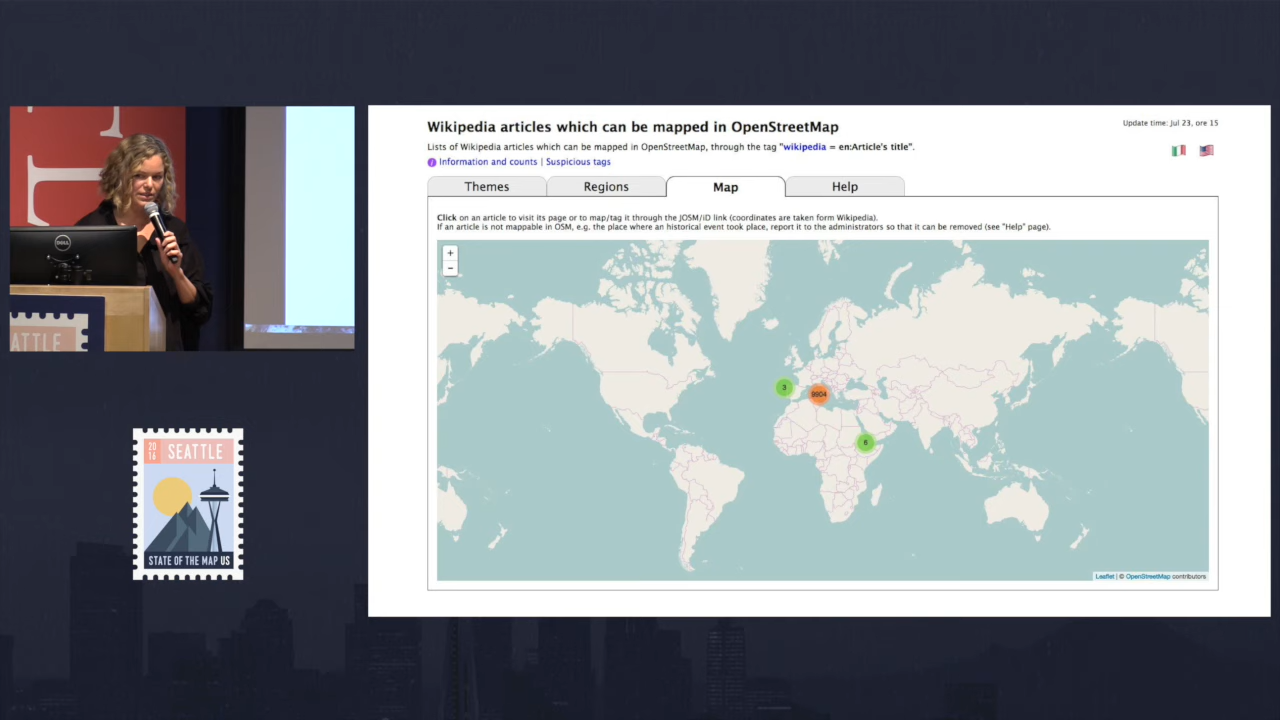 DELL
ATTLE
20
16
SEATTLE
STATE OF THE MAP US
Wikipedia articles which can be mapped in OpenStreetMap
Update time: Jul 23, ore 15
Lists of Wikipedia articles which can be mapped in OpenStreetMap, through the tag "wikipedia = en:Article's title".
i Information and counts | Suspicious tags
Themes
Regions
Map
Help
Click on an article to visit its page or to map/tag it through the JOSM/iD link (coordinates are taken form Wikipedia).
If an article is not mappable in OSM, e.g. the place where an historical event took place, report it to the administrators so that it can be removed (see "Help" page).
+
−
3
9904
6
Leaflet | © OpenStreetMap contributors